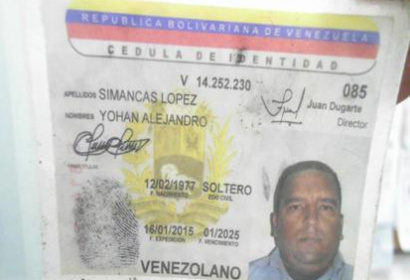 REPUBLICA BOLIVARIANA DE VENEZUELA
CEDULA DE IDENTIDAD
V 14.252.230
085
APELLIDOS SIMANCAS LOPEZ
Juan Dugarte
NOMBRES YOHAN ALEJANDRO
Director
12/02/1977 SOLTERO
F. NACIMIENTO EDO CIVIL
16/01/2015 01/2025
F. EXPEDICION F. VENCIMIENTO
VENEZOLANO